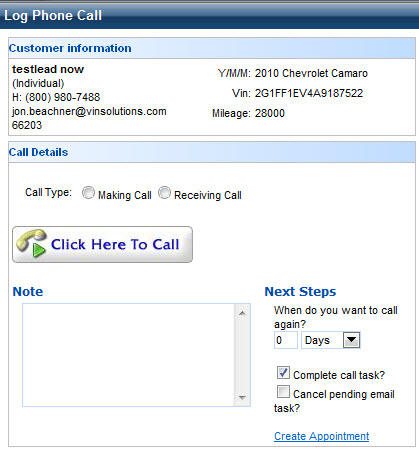 Log Phone Call
Customer information
testlead now
(Individual)
H: (800) 980-7488
jon.beachner@vinsolutions.com
66203
Y/M/M: 2010 Chevrolet Camaro
Vin: 2G1FF1EV4A9187522
Mileage: 28000
Call Details
Call Type: Making Call Receiving Call
Click Here To Call
Note
Next Steps
When do you want to call
again?
0 Days
Complete call task?
Cancel pending email
task?
Create Appointment